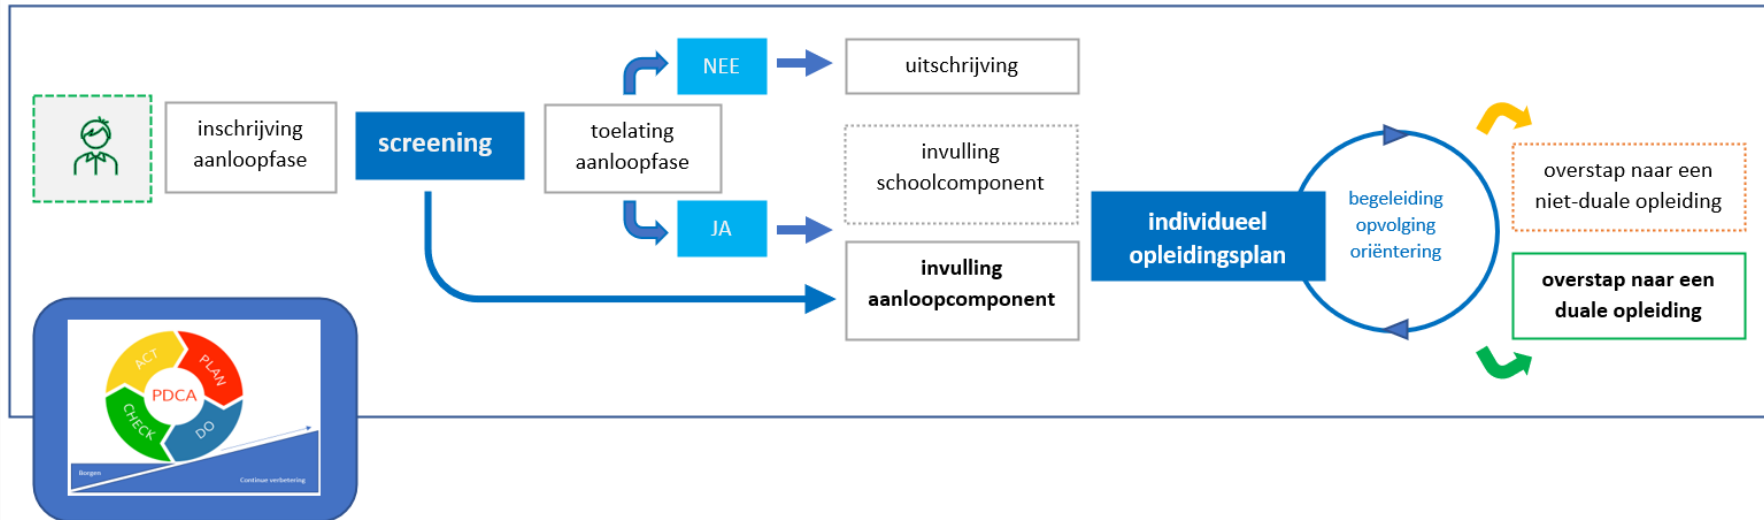 inschrijving
aanloopfase
screening
toelating
aanloopfase
NEE
uitschrijving
JA
invulling
schoolcomponent
invulling
aanloopcomponent
individueel
opleidingsplan
begeleiding
opvolging
oriëntering
overstap naar een
niet-duale opleiding
overstap naar een
duale opleiding
ACT
PLAN
PDCA
CHECK
DO
Borgen
Continue verbetering